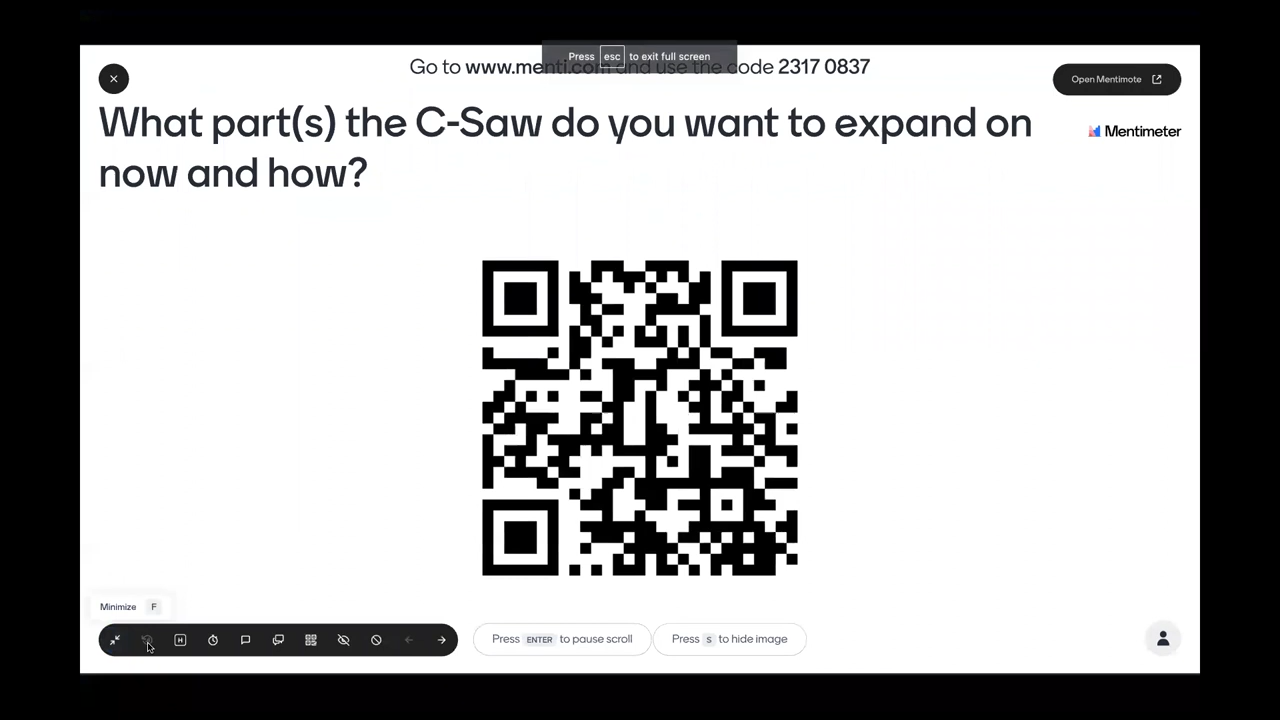 Press esc to exit full screen
Go to www.menti.com and use the code 2317 0837
Open Mentimote
What part(s) the C-Saw do you want to expand on
now and how?
Mentimeter
Minimize F
H
Press ENTER to pause scroll
Press S to hide image